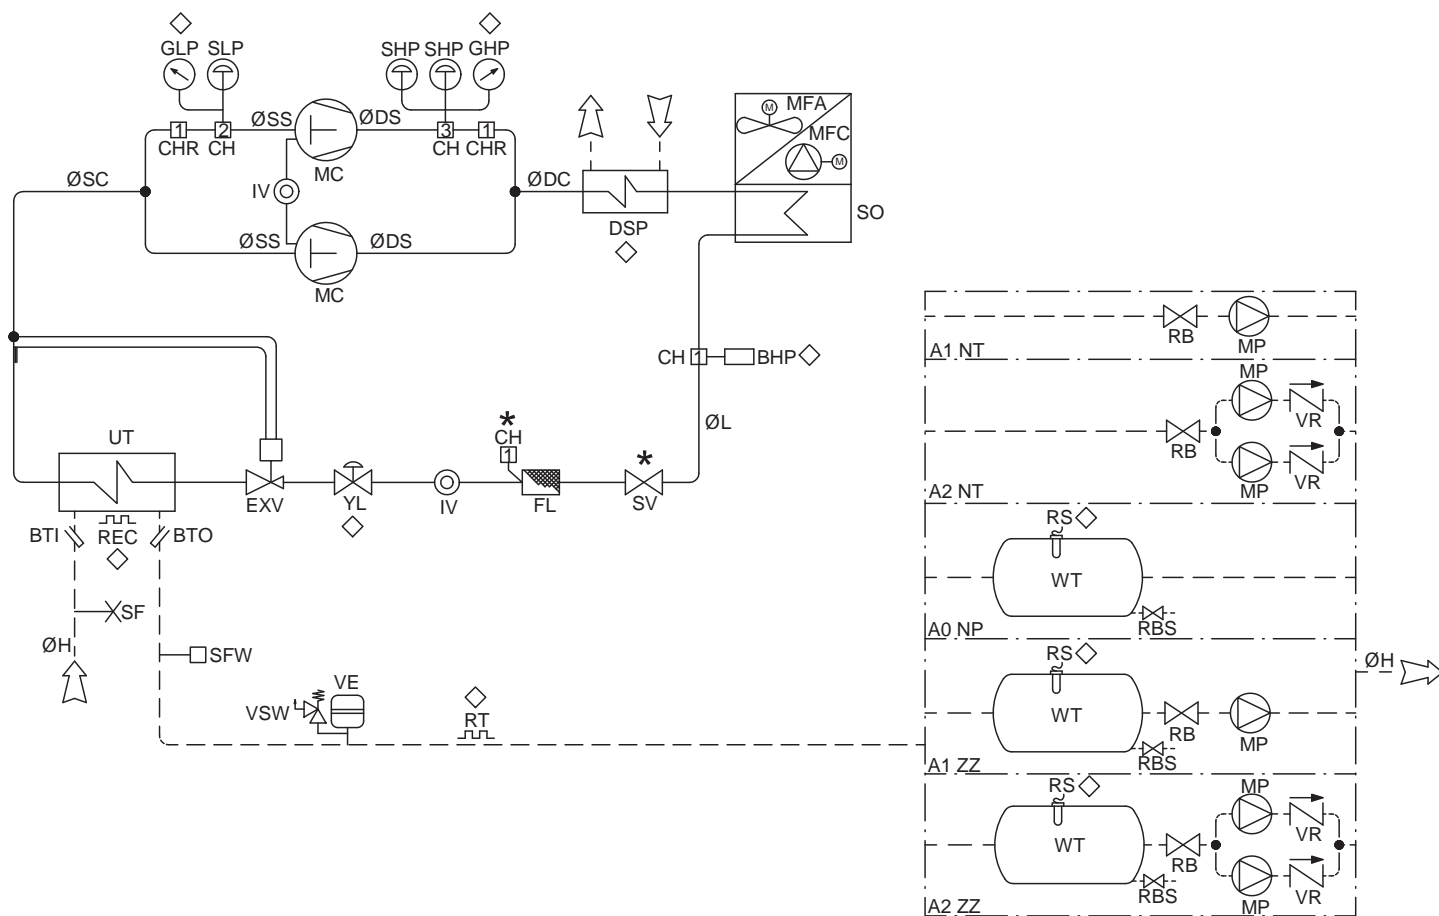 GLP SLP SHP SHP GHP
M MFA
MFC
M
ØSS ØDS
1 2 3 1
CHR CH CH CHR
MC
ØSC IV ØDC
SO
DSP
ØSS ØDS
MC
RB MP
A1 NT
CH 1 BHP
MP
VR
* ØL
CH *
1
RB
UT
MP VR
EXV YL IV FL SV
A2 NT
RS
BTI REC BTO
WT
SF
RBS
A0 NP
ØH
SFW
RS
ØH
VE
VSW
RT
WT
RB MP
RBS
A1 ZZ
RS
MP
VR
WT
RB
RBS
MP VR
A2 ZZ